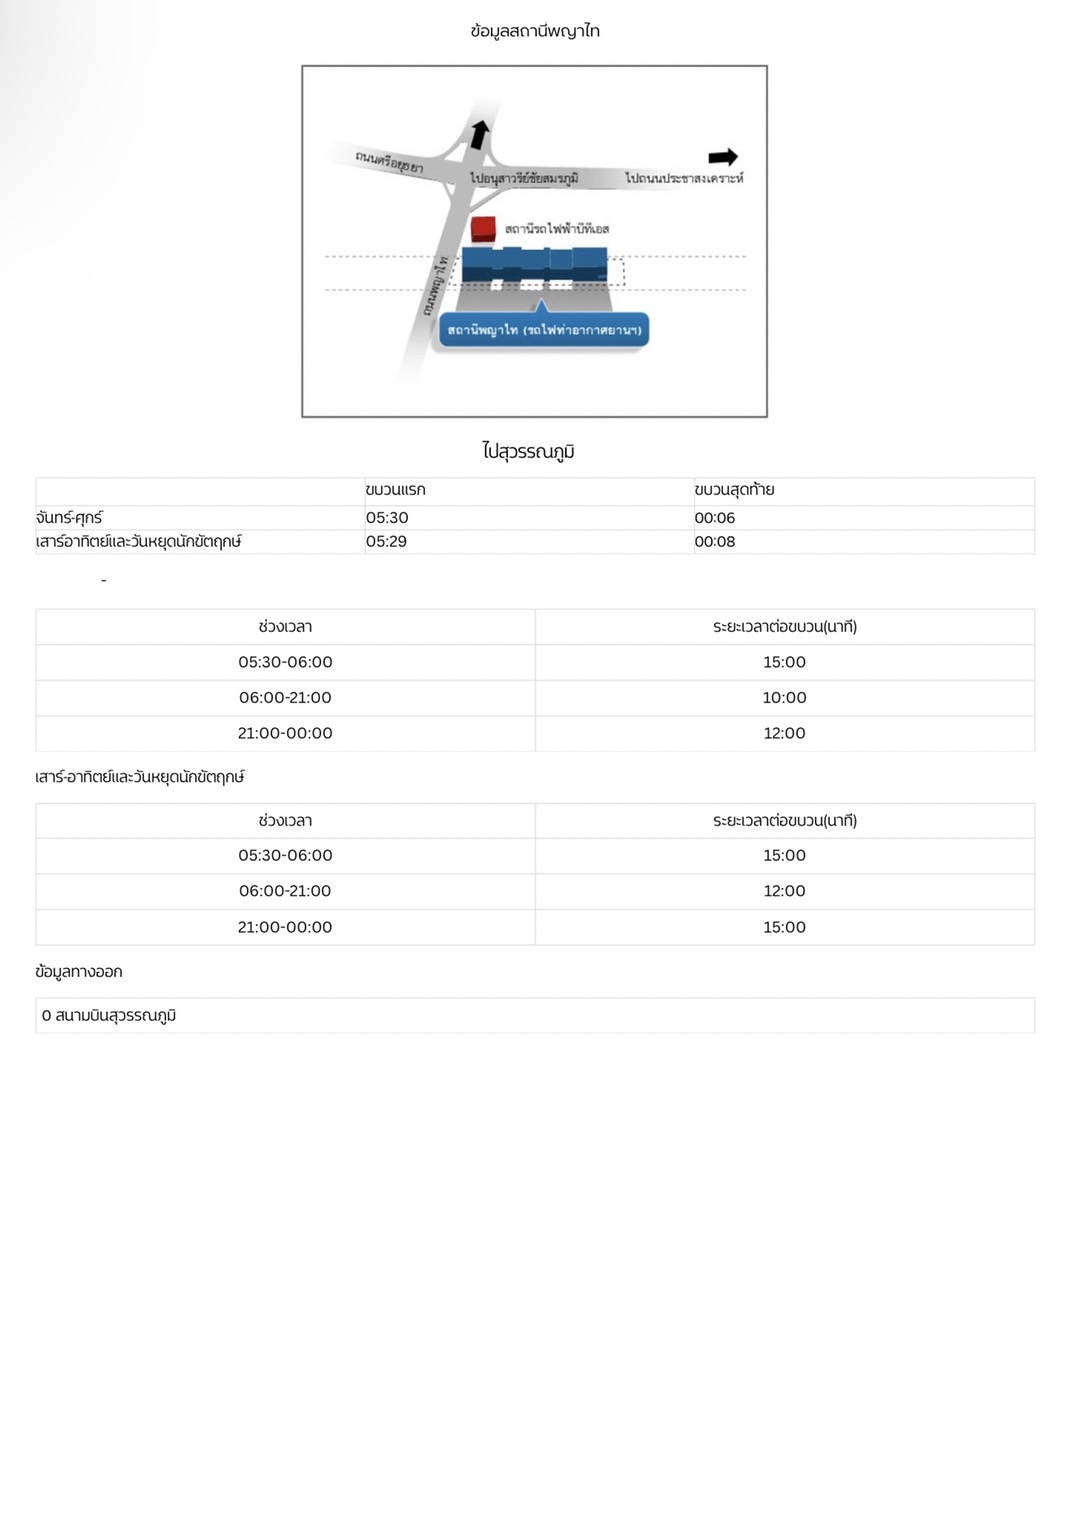 ข้อมูลสถานีพญาไท
ถนนศรีอยุธยา
ไปอนุสาวรีย์ชัยสมรภูมิ ไปถนนประชาสงเคราะห์
สถานีรถไฟฟ้าบีทีเอส
ถนนพญาไท
สถานีพญาไท (รถไฟท่าอากาศยานฯ)
ไปสุวรรณภูมิ
ขบวนแรก ขบวนสุดท้าย
จันทร์-ศุกร์ 05:30 00:06
เสาร์อาทิตย์และวันหยุดนักขัตฤกษ์ 05:29 00:08
-
ช่วงเวลา ระยะเวลาต่อขบวน(นาที)
05:30-06:00 15:00
06:00-21:00 10:00
21:00-00:00 12:00
เสาร์-อาทิตย์และวันหยุดนักขัตฤกษ์
ช่วงเวลา ระยะเวลาต่อขบวน(นาที)
05:30-06:00 15:00
06:00-21:00 12:00
21:00-00:00 15:00
ข้อมูลทางออก
0 สนามบินสุวรรณภูมิ